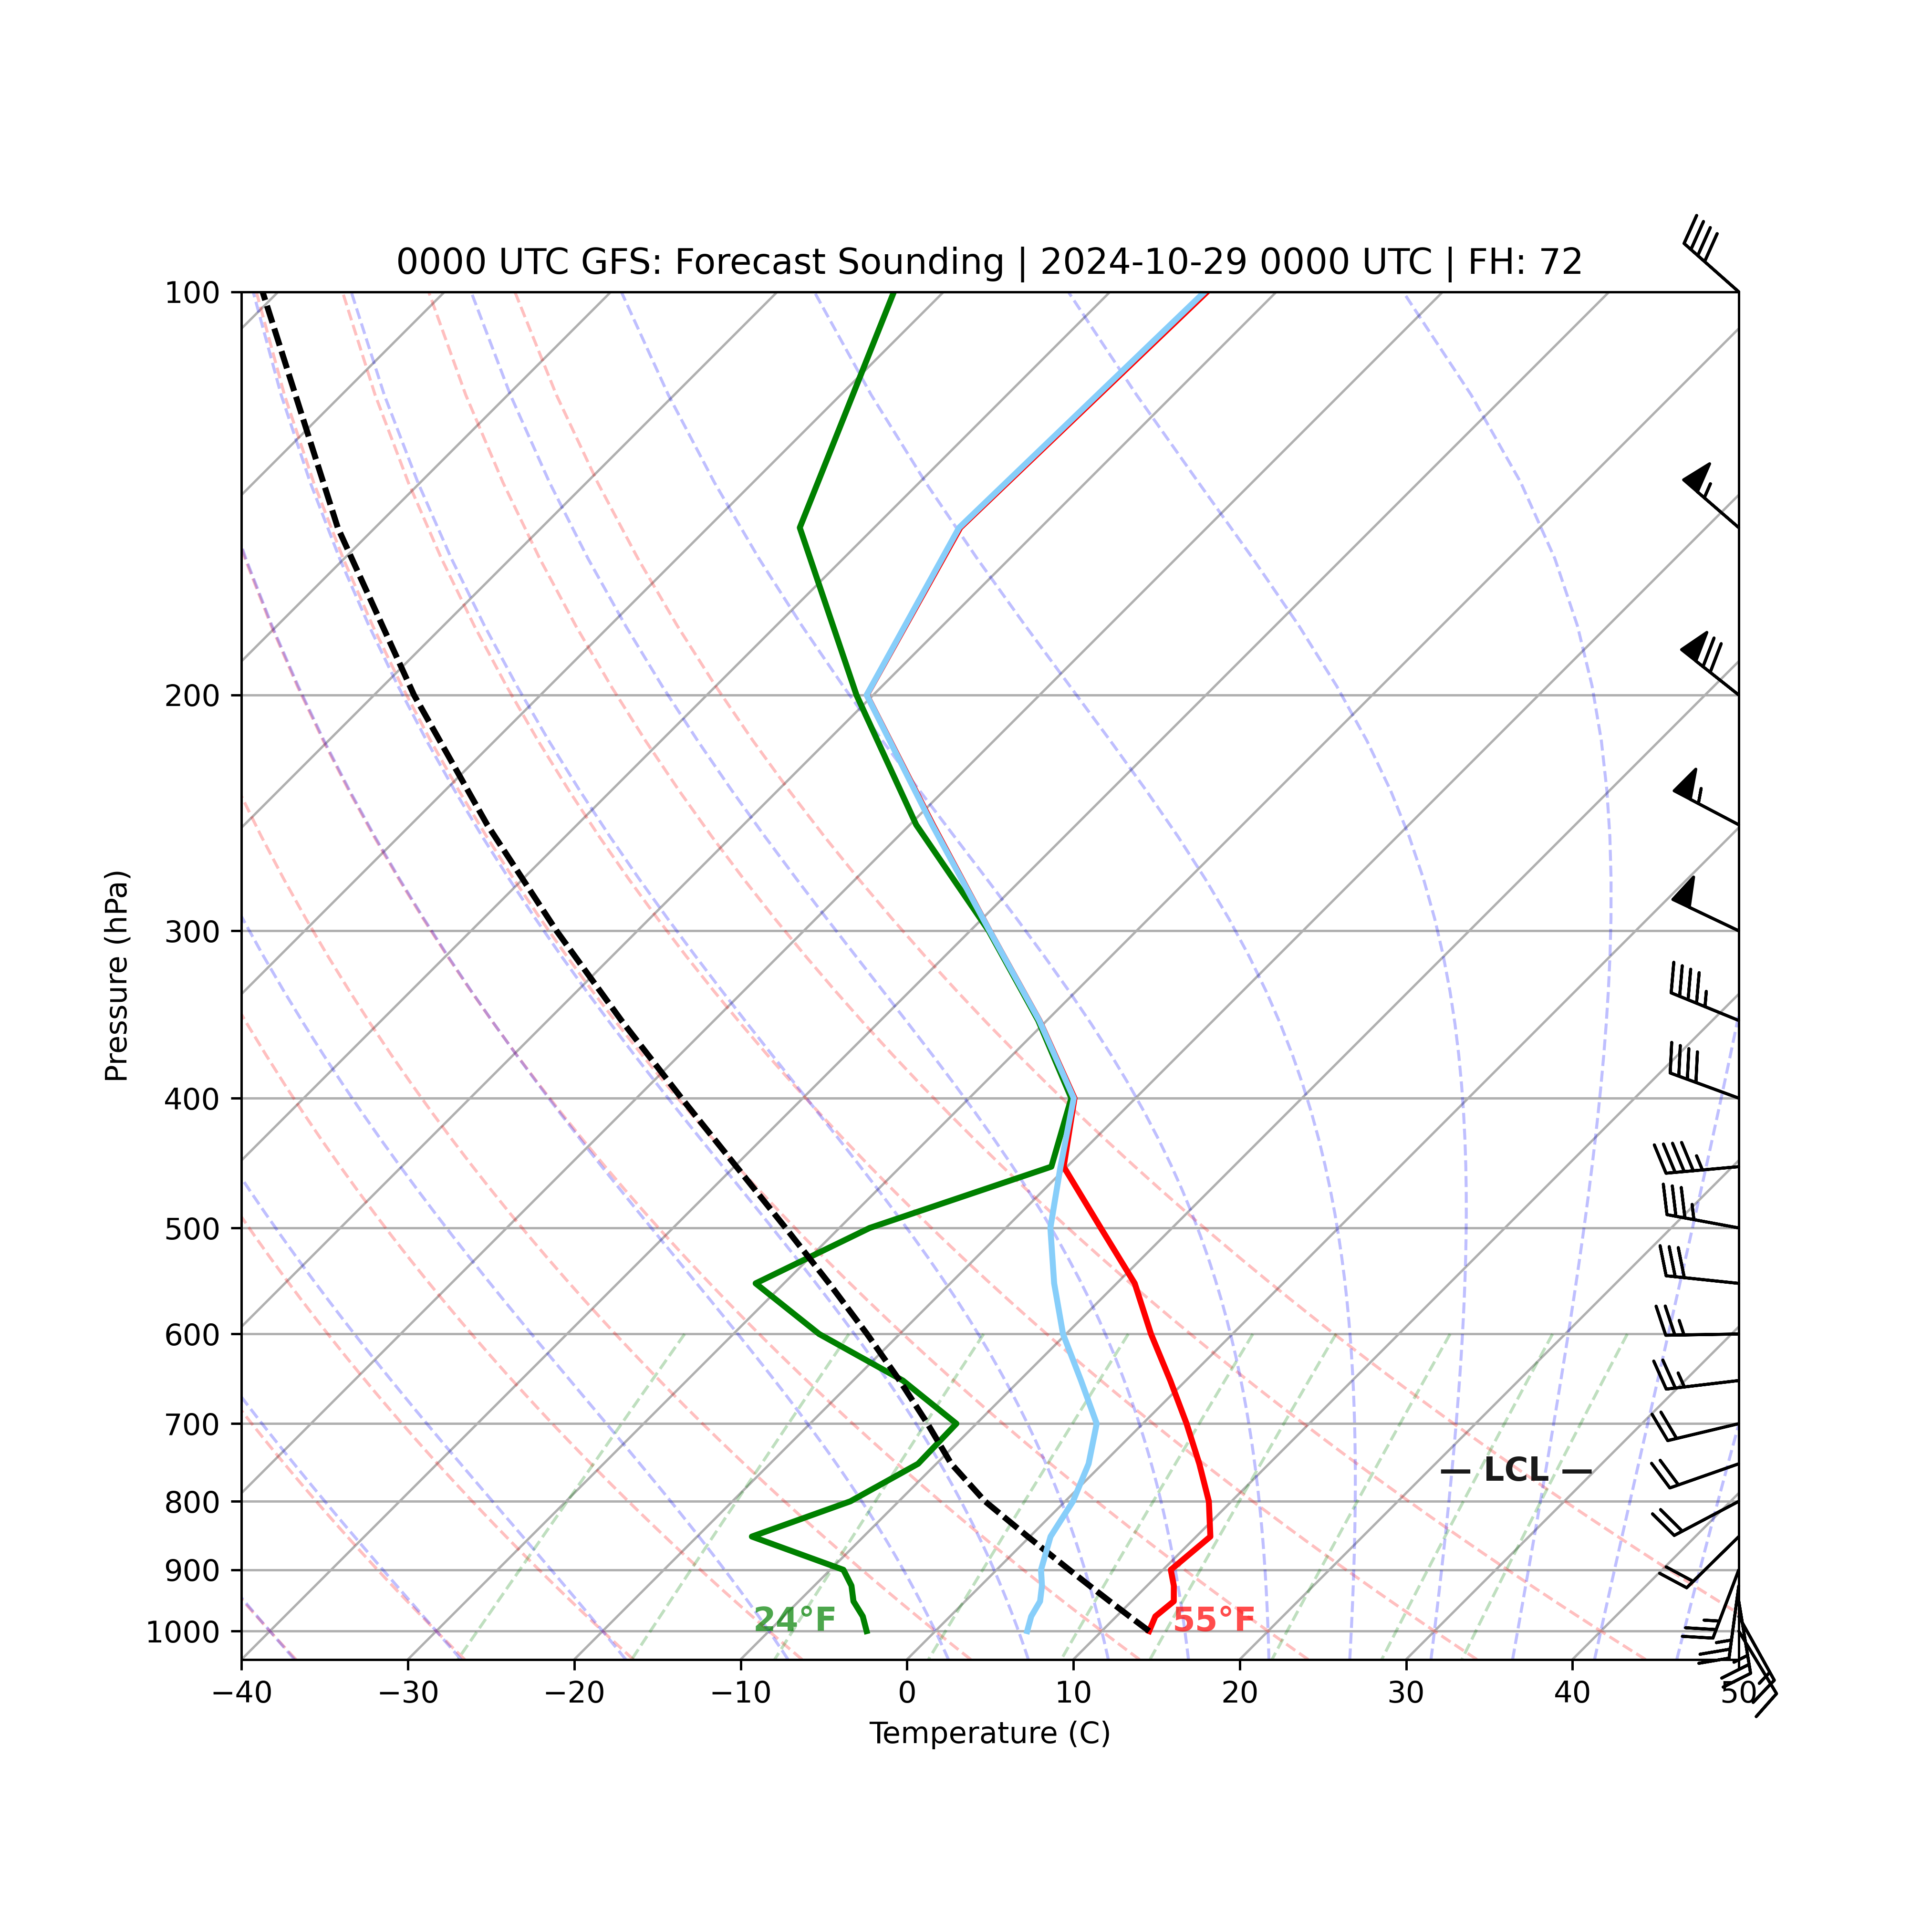 0000 UTC GFS: Forecast Sounding | 2024-10-29 0000 UTC | FH: 72
100
200
300
400
500
600
700
800
900
1000
Pressure (hPa)
— LCL —
24°F
55°F
−40 −30 −20 −10 0 10 20 30 40 50
Temperature (C)